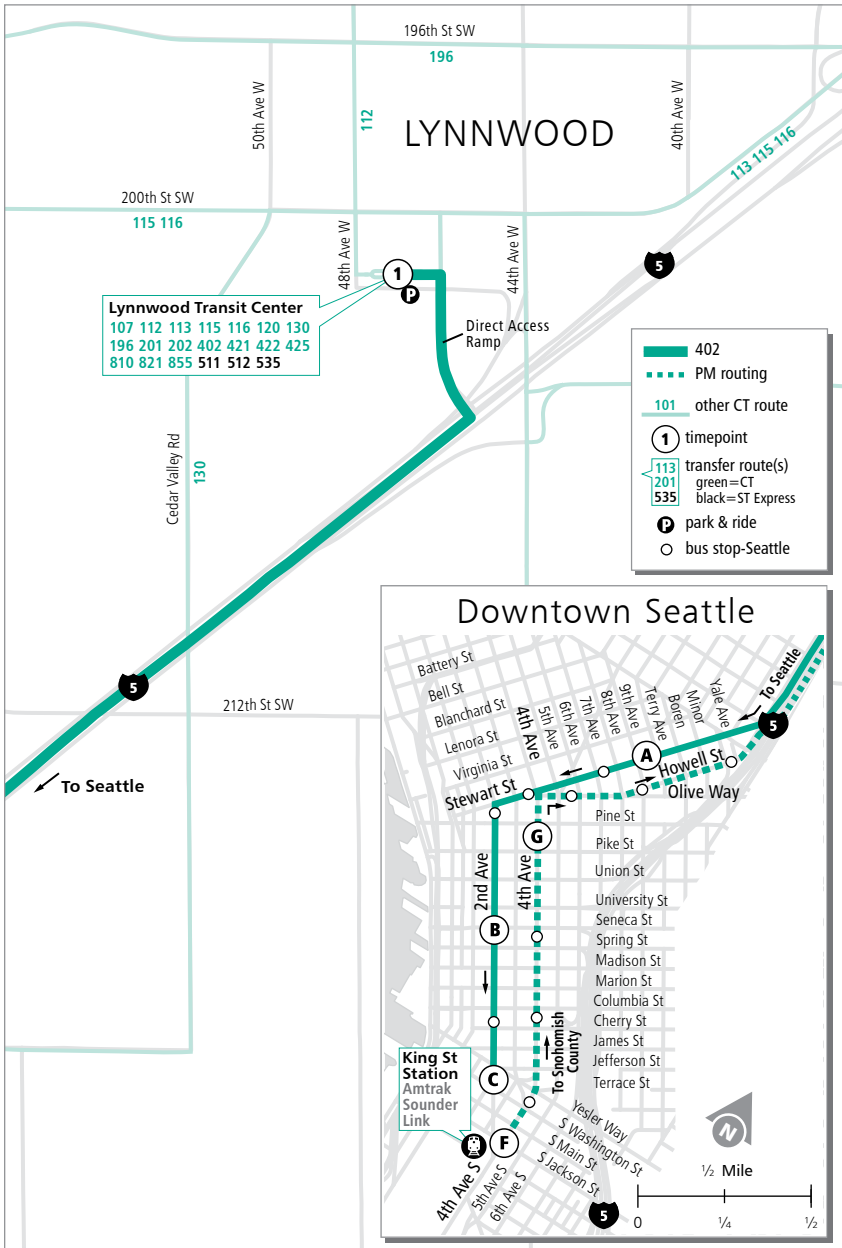 196th St SW
196
50th Ave W
112
LYNNWOOD
40th Ave W
113 115 116
200th St SW
115 116
48th Ave W
44th Ave W
5
1
P
Lynnwood Transit Center
107 112 113 115 116 120 130
196 201 202 402 421 422 425
810 821 855 511 512 535
Direct Access
Ramp
Cedar Valley Rd
130
5
212th St SW
To Seattle
402
PM routing
101 other CT route
1 timepoint
113 transfer route(s)
201 green=CT
535 black=ST Express
P park & ride
bus stop-Seattle
Downtown Seattle
Battery St
Bell St
Blanchard St
Lenora St
Virginia St
Stewart St
4th Ave
5th Ave
6th Ave
7th Ave
8th Ave
9th Ave
Terry Ave
Boren
Minor
Yale Ave
To Seattle
5
A
Howell St
Olive Way
Pine St
G
Pike St
Union St
2nd Ave
4th Ave
University St
Seneca St
B
Spring St
Madison St
Marion St
Columbia St
Cherry St
James St
Jefferson St
Terrace St
To Snohomish
County
King St
Station
Amtrak
Sounder
Link
C
F
Yesler Way
S Washington St
S Main St
S Jackson St
4th Ave S
5th Ave S
6th Ave S
5
N
½ Mile
0 ¼ ½